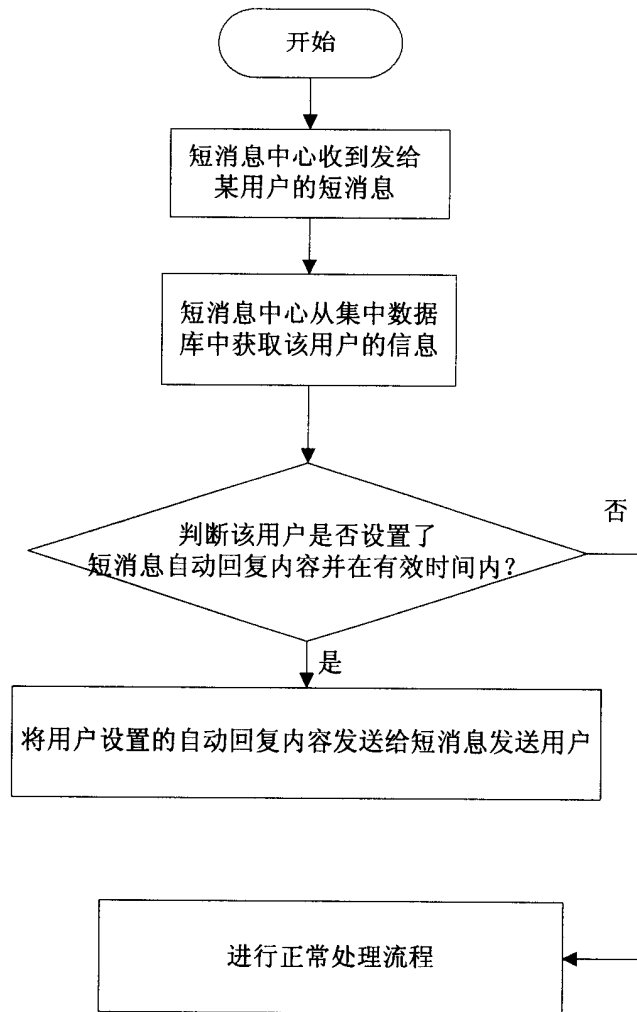 开始
短消息中心收到发给
某用户的短消息
短消息中心从集中数据
库中获取该用户的信息
判断该用户是否设置了
短消息自动回复内容并在有效时间内？
否
是
将用户设置的自动回复内容发送给短消息发送用户
进行正常处理流程